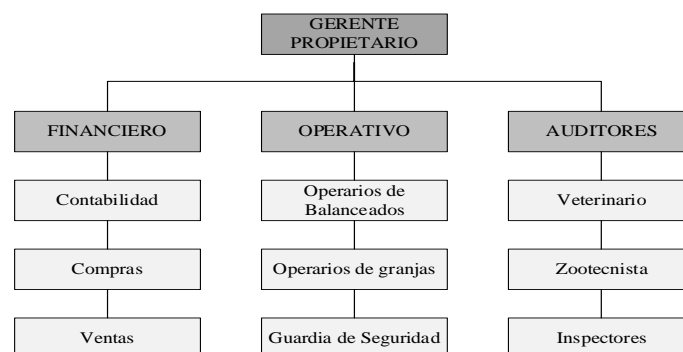 GERENTE
PROPIETARIO
FINANCIERO
OPERATIVO
AUDITORES
Contabilidad
Operarios de
Balanceados
Veterinario
Compras
Operarios de granjas
Zootecnista
Ventas
Guardia de Seguridad
Inspectores